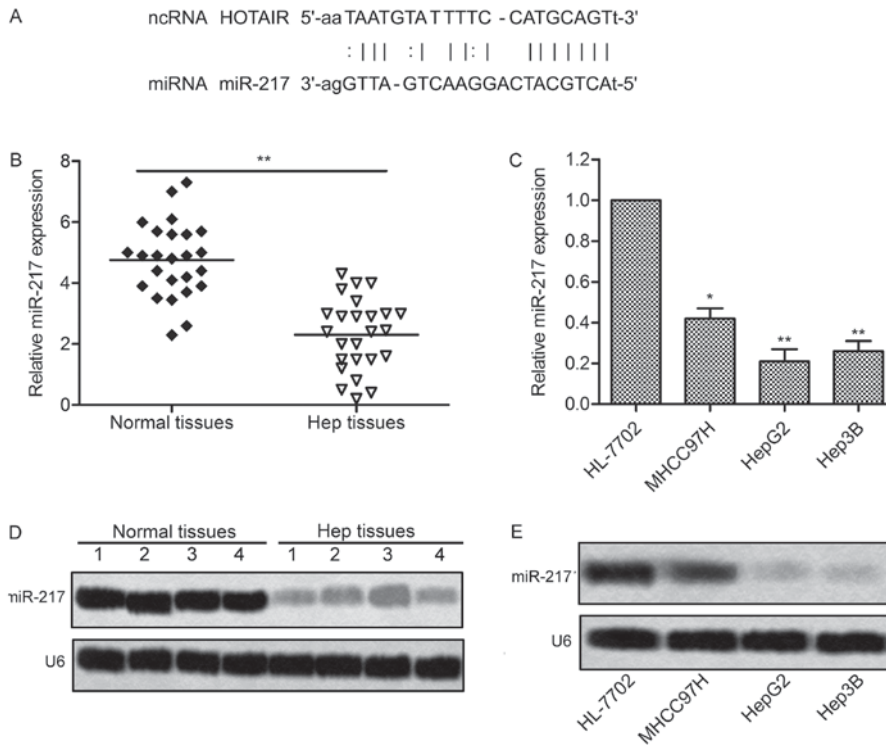 A
ncRNA HOTAIR 5'-aaTAATGTATTTTC-CATGCAGTt-3'
:||| :| || |:| |||||||
miRNA miR-217 3'-agGTTA-GTCAAGGACTACGTCAt-5'
B
**
Relative miR-217 expression
8
6
4
2
0
Normal tissues Hep tissues
C
Relative miR-217 expression
1.2
1.0
0.8
0.6
0.4
0.2
0.0
* ** **
HL-7702 MHCC97H HepG2 Hep3B
D
Normal tissues Hep tissues
1 2 3 4 1 2 3 4
miR-217
U6
E
miR-217
U6
HL-7702 MHCC97H HepG2 Hep3B